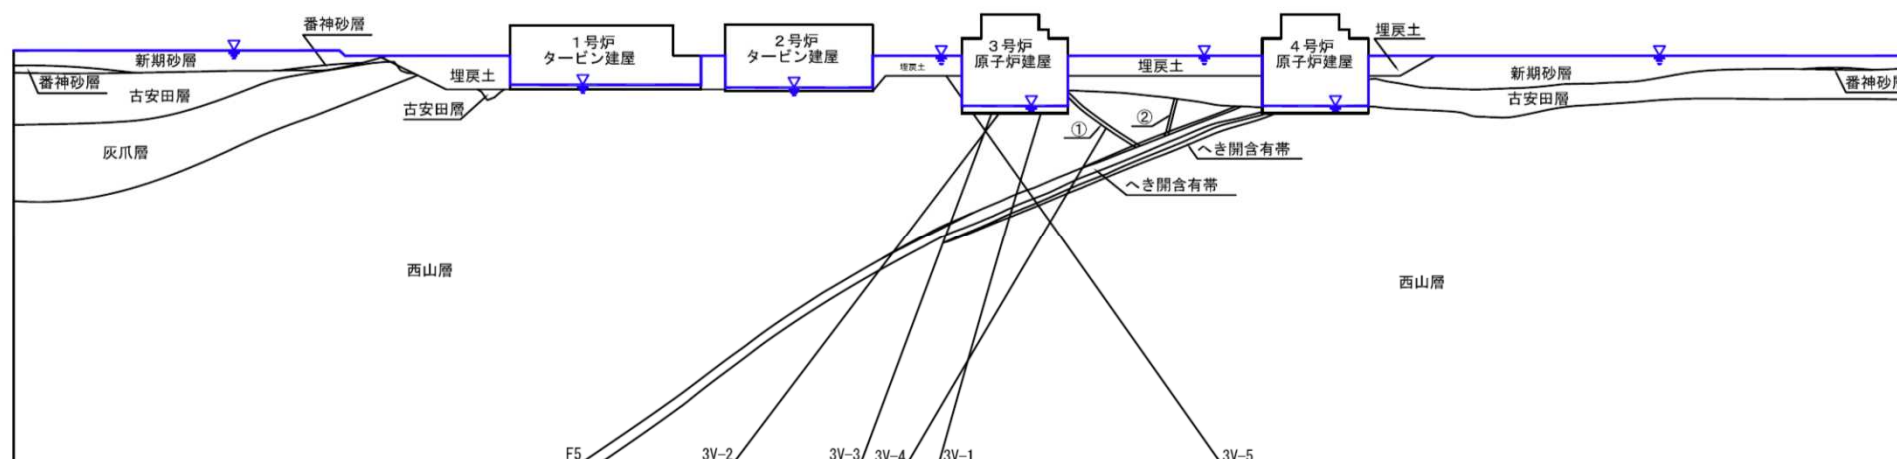 番神砂層
新期砂層
番神砂層
古安田層
灰爪層
埋戻土
古安田層
1号炉
タービン建屋
2号炉
タービン建屋
埋戻土
3号炉
原子炉建屋
埋戻土
4号炉
原子炉建屋
埋戻土
新期砂層
古安田層
番神砂層
①
②
へき開含有帯
へき開含有帯
西山層
西山層
F5
3V-2
3V-3
3V-4
3V-1
3V-5